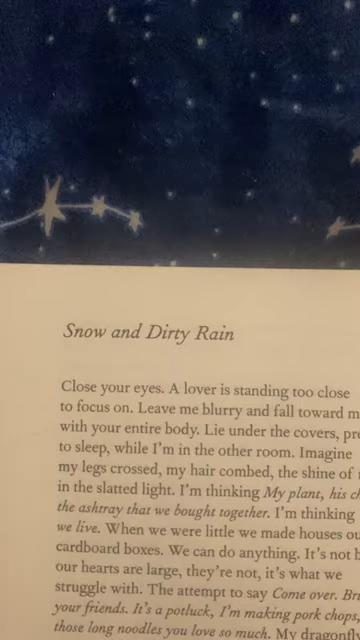 Snow and Dirty Rain
Close your eyes. A lover is standing too close
to focus on. Leave me blurry and fall toward
with your entire body. Lie under the covers,
to sleep, while I'm in the other room. Imagine
my legs crossed, my hair combed, the shine of
in the slatted light. I'm thinking My plant, his
the ashtray that we bought together. I'm thinking
we live. When we were little we made houses
cardboard boxes. We can do anything. It's not
our hearts are large, they're not, it's what we
struggle with. The attempt to say Come over.
your friends. It's a potluck, I'm making pork chops,
those long noodles you love so much. My